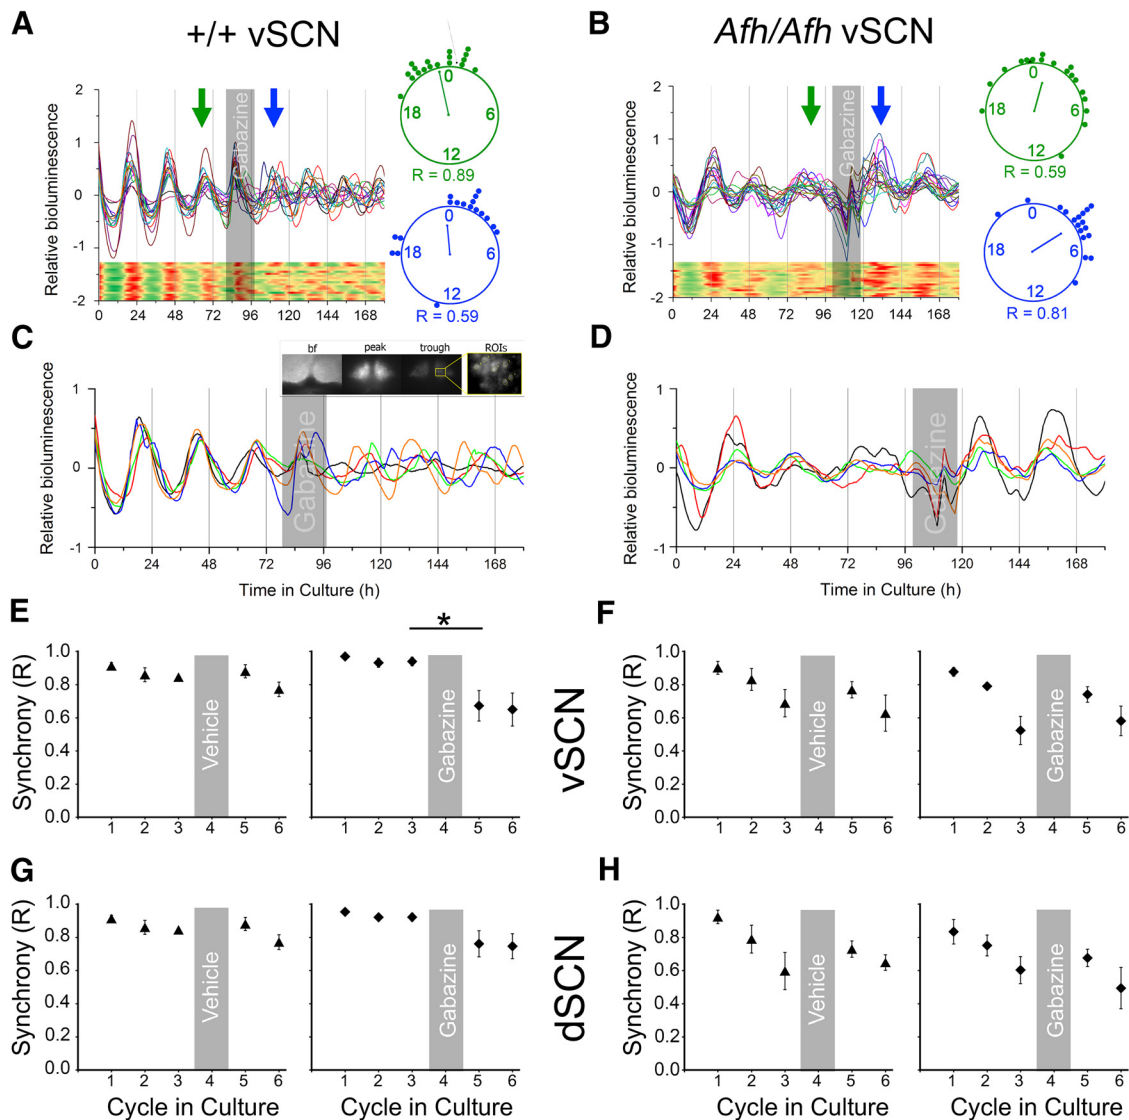 A
+/+ vSCN
B
Afh/Afh vSCN
Relative bioluminescence
2
1
0
-1
-2
Gabazine
0 24 48 72 96 120 144 168
0
6
12
18
R = 0.89
0
6
12
18
R = 0.59
Relative bioluminescence
2
1
0
-1
-2
Gabazine
0 24 48 72 96 120 144 168
0
6
12
18
R = 0.59
0
6
12
18
R = 0.81
C
bf peak trough ROIs
Relative bioluminescence
1
0
-1
Gabazine
0 24 48 72 96 120 144 168
Time in Culture (h)
D
Relative bioluminescence
1
0
-1
Gabazine
0 24 48 72 96 120 144 168
Time in Culture (h)
E
*
Synchrony (R)
1.0
0.8
0.6
0.4
0.2
0.0
Vehicle
Gabazine
1 2 3 4 5 6
1 2 3 4 5 6
vSCN
F
Synchrony (R)
1.0
0.8
0.6
0.4
0.2
0.0
Vehicle
Gabazine
1 2 3 4 5 6
1 2 3 4 5 6
G
Synchrony (R)
1.0
0.8
0.6
0.4
0.2
0.0
Vehicle
Gabazine
1 2 3 4 5 6
1 2 3 4 5 6
Cycle in Culture
dSCN
H
Synchrony (R)
1.0
0.8
0.6
0.4
0.2
0.0
Vehicle
Gabazine
1 2 3 4 5 6
1 2 3 4 5 6
Cycle in Culture